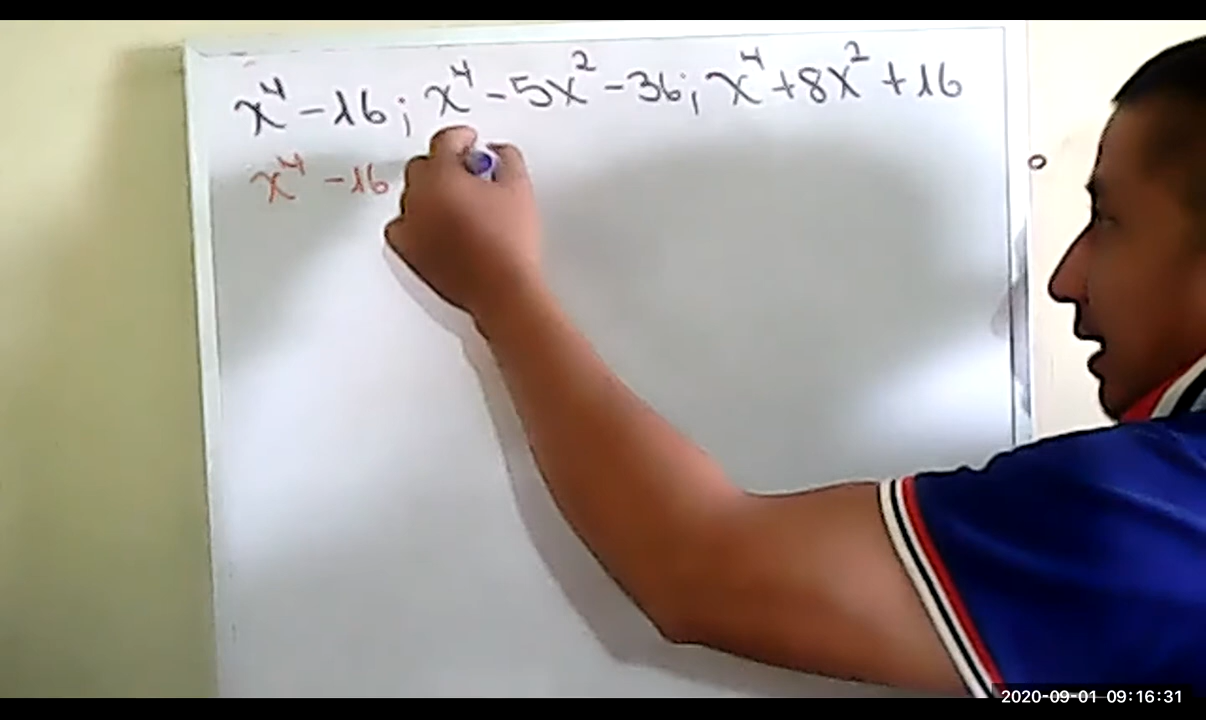 x⁴ - 16; x⁴ - 5x² - 36; x⁴ + 8x² + 16
x⁴ - 16
2020-09-01 09:16:31